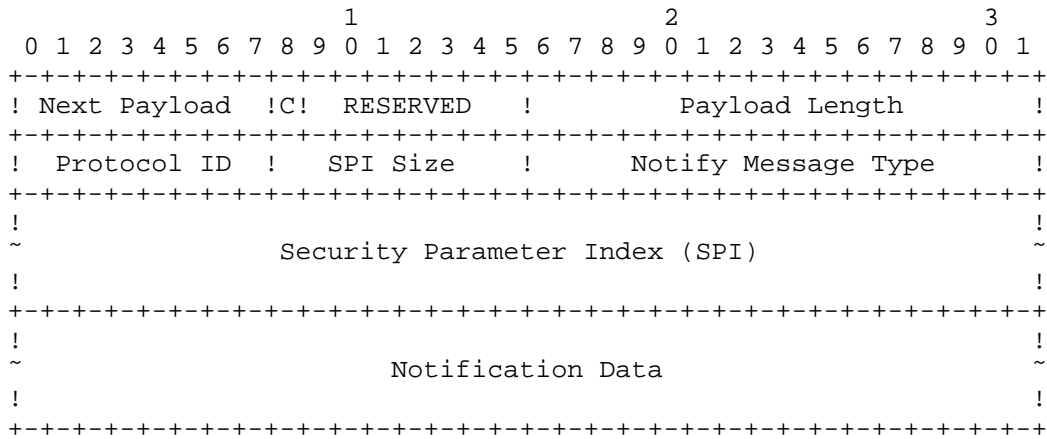 1                   2                   3
 0 1 2 3 4 5 6 7 8 9 0 1 2 3 4 5 6 7 8 9 0 1 2 3 4 5 6 7 8 9 0 1
+-+-+-+-+-+-+-+-+-+-+-+-+-+-+-+-+-+-+-+-+-+-+-+-+-+-+-+-+-+-+-+-+
! Next Payload  !C!  RESERVED   !         Payload Length        !
+-+-+-+-+-+-+-+-+-+-+-+-+-+-+-+-+-+-+-+-+-+-+-+-+-+-+-+-+-+-+-+-+
!  Protocol ID  !   SPI Size    !      Notify Message Type      !
+-+-+-+-+-+-+-+-+-+-+-+-+-+-+-+-+-+-+-+-+-+-+-+-+-+-+-+-+-+-+-+-+
!                                                               !
~                Security Parameter Index (SPI)                 ~
!                                                               !
+-+-+-+-+-+-+-+-+-+-+-+-+-+-+-+-+-+-+-+-+-+-+-+-+-+-+-+-+-+-+-+-+
!                                                               !
~                       Notification Data                       ~
!                                                               !
+-+-+-+-+-+-+-+-+-+-+-+-+-+-+-+-+-+-+-+-+-+-+-+-+-+-+-+-+-+-+-+-+